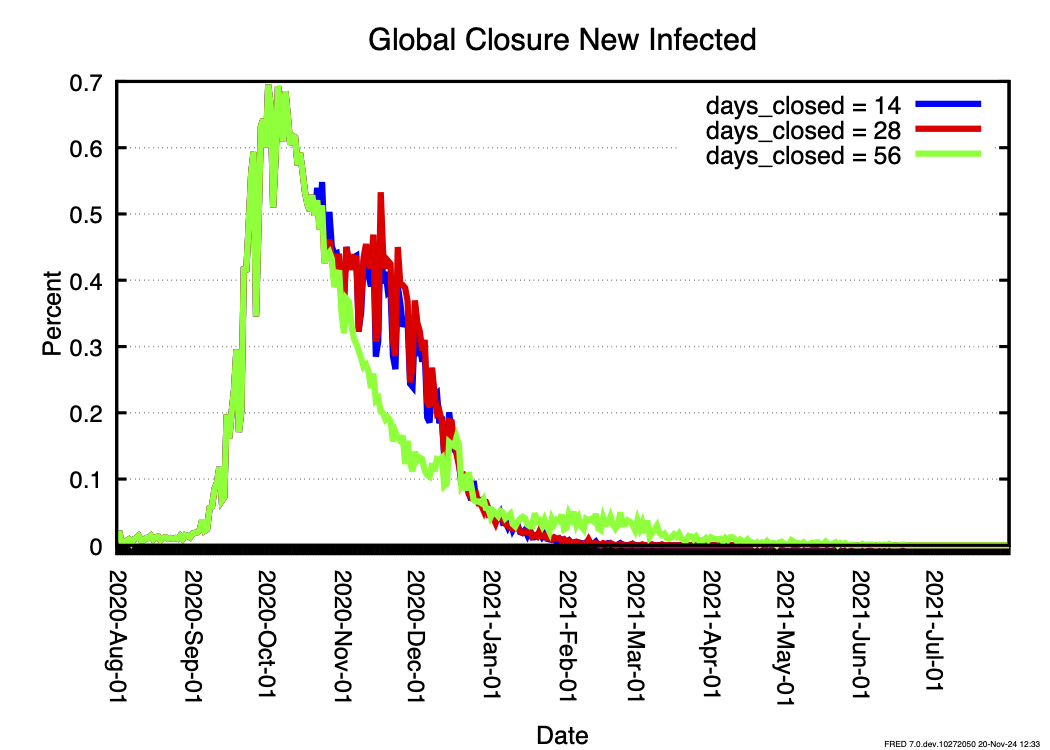 Global Closure New Infected
0.7
0.6
0.5
0.4
0.3
0.2
0.1
0
Percent
days_closed = 14
days_closed = 28
days_closed = 56
2020-Aug-01
2020-Sep-01
2020-Oct-01
2020-Nov-01
2020-Dec-01
2021-Jan-01
2021-Feb-01
2021-Mar-01
2021-Apr-01
2021-May-01
2021-Jun-01
2021-Jul-01
Date
FRED 7.0.dev.10272050 20-Nov-24 12:33